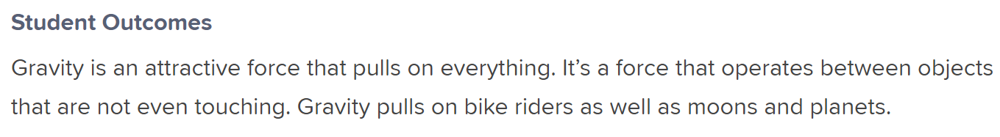 Student Outcomes
Gravity is an attractive force that pulls on everything. It’s a force that operates between objects
that are not even touching. Gravity pulls on bike riders as well as moons and planets.